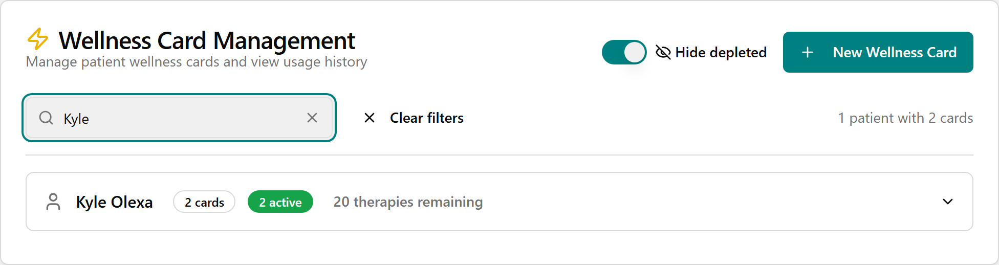 Wellness Card Management
Manage patient wellness cards and view usage history
Hide depleted
New Wellness Card
Kyle
Clear filters
1 patient with 2 cards
Kyle Olexa
2 cards
2 active
20 therapies remaining